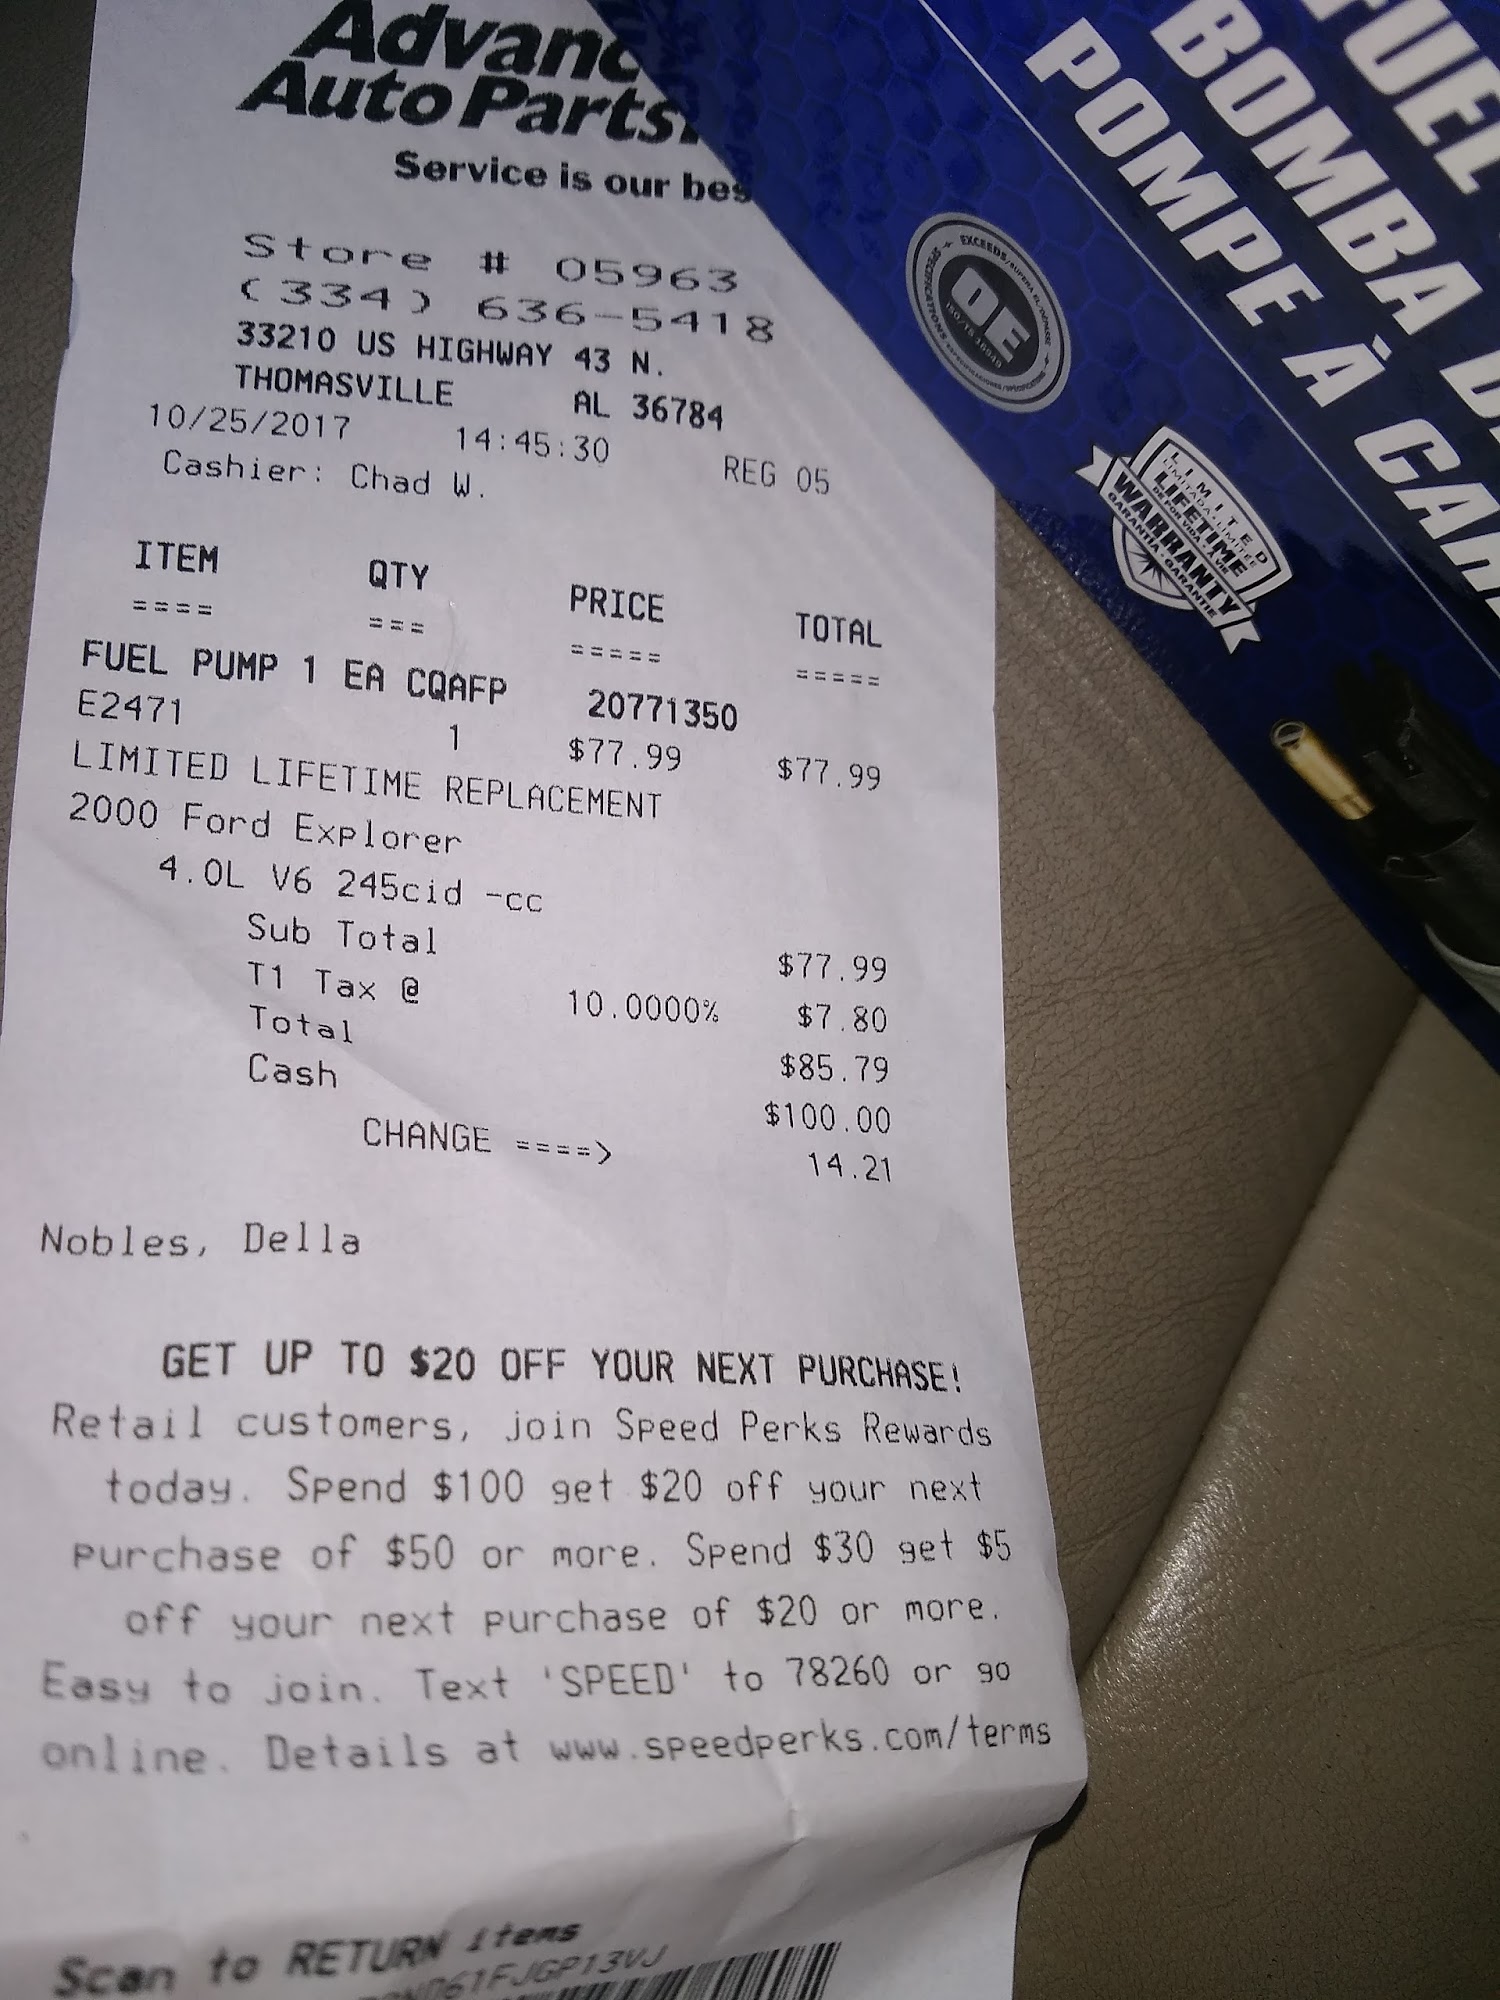 Advanc
Auto Parts
Service is our bes
Store # 05963
(334) 636-5418
33210 US HIGHWAY 43 N.
THOMASVILLE AL 36784
10/25/2017 14:45:30 REG 05
Cashier: Chad W.
ITEM QTY PRICE TOTAL
==== === ===== =====
FUEL PUMP 1 EA CQAFP 20771350
E2471 1 $77.99 $77.99
LIMITED LIFETIME REPLACEMENT
2000 Ford Explorer
4.0L V6 245cid -cc
Sub Total $77.99
T1 Tax @ 10.0000% $7.80
Total $85.79
Cash $100.00
CHANGE ====> 14.21
Nobles, Della
GET UP TO $20 OFF YOUR NEXT PURCHASE!
Retail customers, join Speed Perks Rewards
today. Spend $100 get $20 off your next
purchase of $50 or more. Spend $30 get $5
off your next purchase of $20 or more.
Easy to join. Text 'SPEED' to 78260 or go
online. Details at www.speedperks.com/terms
Scan to RETURN items
FUEL
BOMBA
POMPE À CAR
EXCEEDS
OE
SPECIFICATIONS
LIMITED
LIFETIME
WARRANTY
GARANTIA · GARANTIE